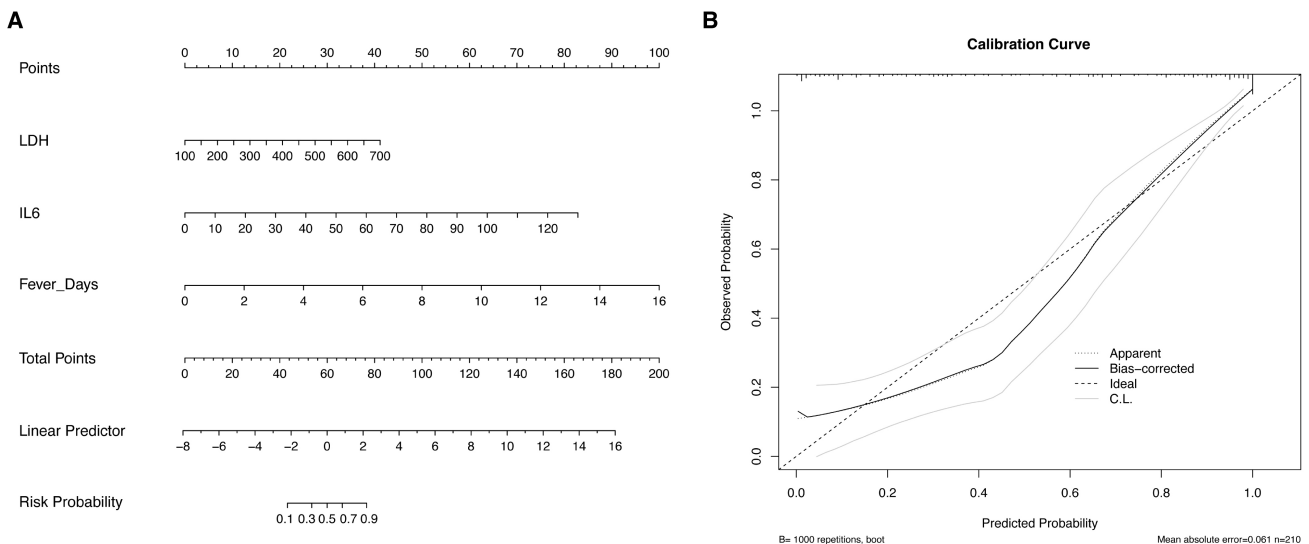 A
Points
0 10 20 30 40 50 60 70 80 90 100
LDH
100 200 300 400 500 600 700
IL6
0 10 20 30 40 50 60 70 80 90 100 120
Fever_Days
0 2 4 6 8 10 12 14 16
Total Points
0 20 40 60 80 100 120 140 160 180 200
Linear Predictor
−8 −6 −4 −2 0 2 4 6 8 10 12 14 16
Risk Probability
0.1 0.3 0.5 0.7 0.9
B
Calibration Curve
Observed Probability
1.0
0.8
0.6
0.4
0.2
0.0
Apparent
Bias−corrected
Ideal
C.L.
0.0 0.2 0.4 0.6 0.8 1.0
Predicted Probability
B= 1000 repetitions, boot
Mean absolute error=0.061 n=210